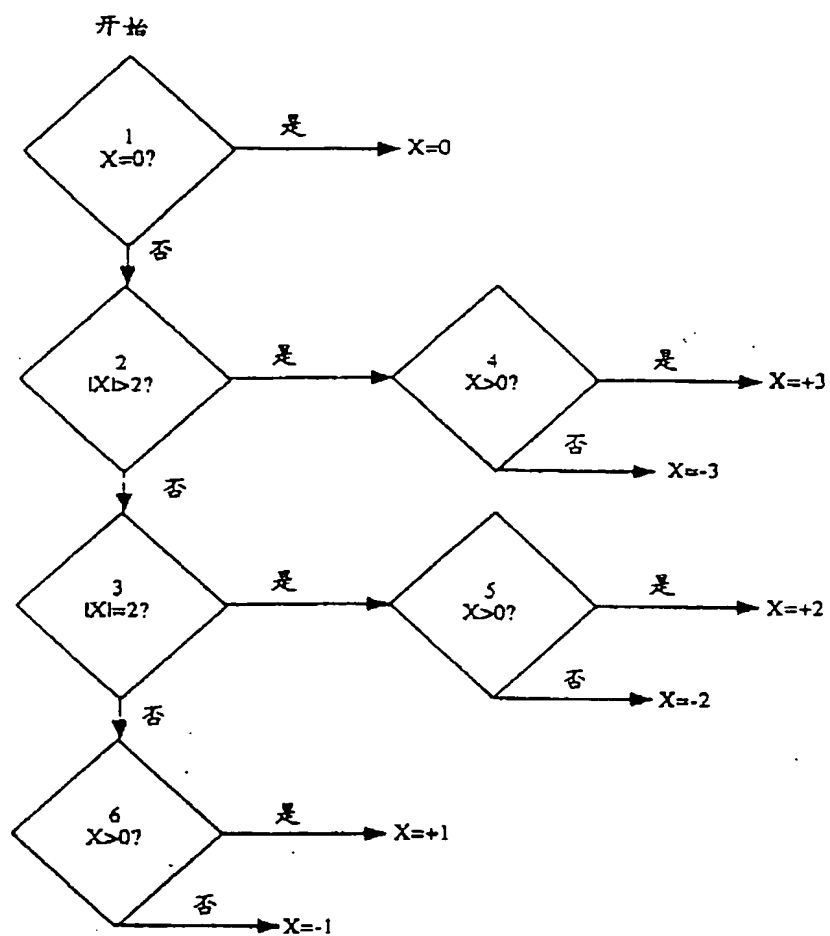 开始
1
X=0?
是
X=0
否
2
|X|>2?
是
4
X>0?
是
X=+3
否
X=-3
否
3
|X|=2?
是
5
X>0?
是
X=+2
否
X=-2
否
6
X>0?
是
X=+1
否
X=-1